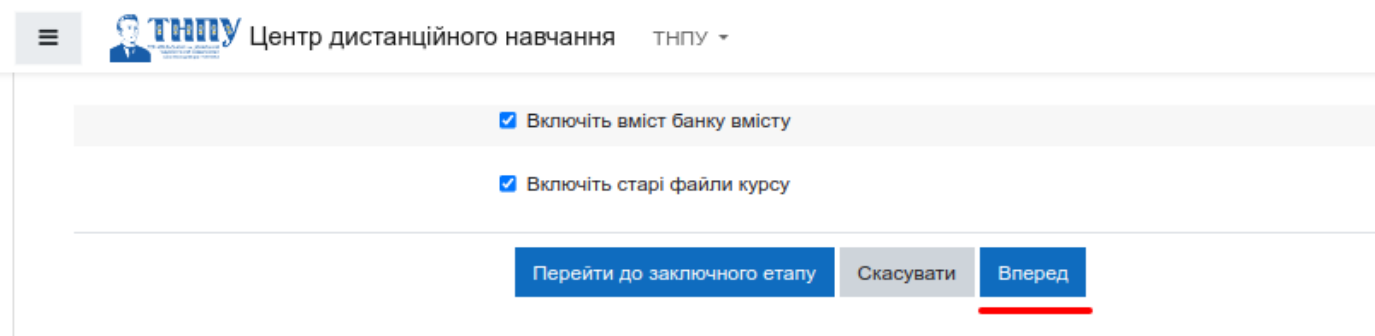 ТНПУ Центр дистанційного навчання ТНПУ
Включіть вміст банку вмісту
Включіть старі файли курсу
Перейти до заключного етапу Скасувати Вперед